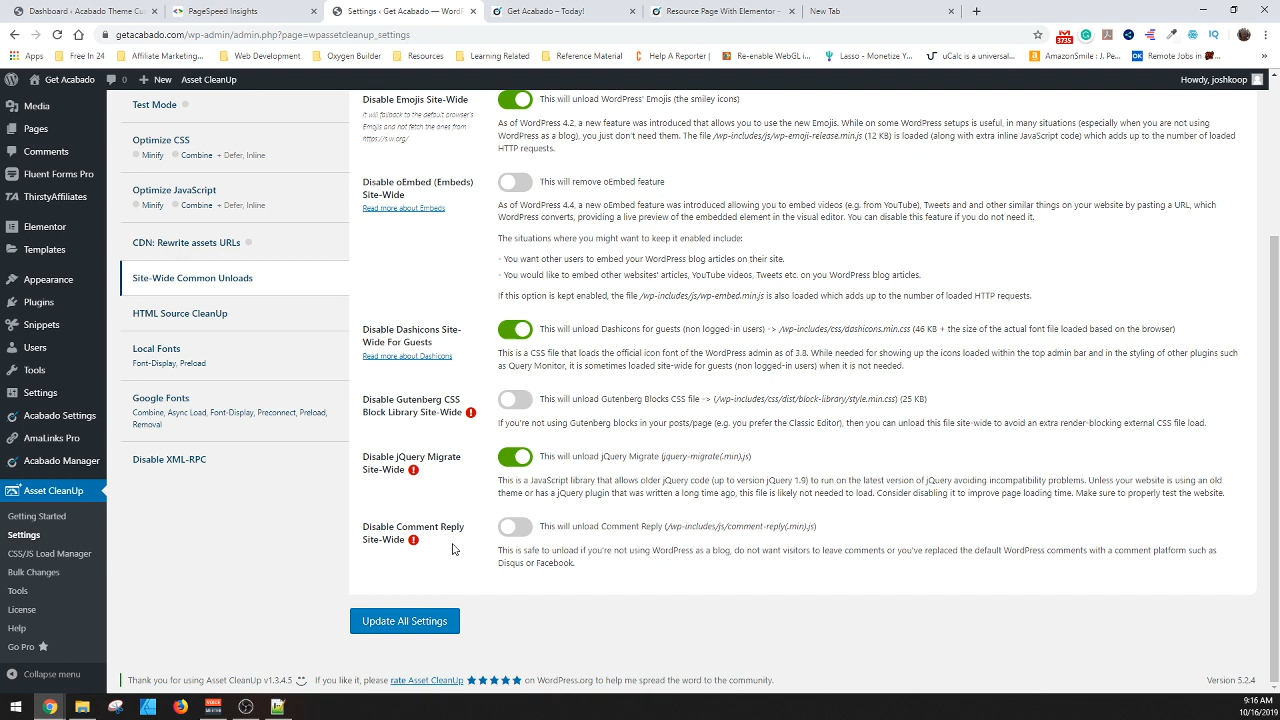 Dashboard ‹ Acabado Theme Cu
PageSpeed Insights
Settings ‹ Get Acabado — WordP
Get Acabado – Today!
Resource Page With Elementor –
New Tab
getacabado.com/wp-admin/admin.php?page=wpassetcleanup_settings
3735
Apps
Free In 24
Affiliate Marketing...
Web Development
Oxygen Builder
Resources
Learning Related
Reference Material
Help A Reporter |
Re-enable WebGL i...
Lasso - Monetize Y...
uCalc is a universal...
AmazonSmile : J. Pe...
Remote Jobs in
»
Get Acabado
0
New
Asset CleanUp
Howdy, joshkoop
Media
Pages
Comments
Fluent Forms Pro
ThirstyAffiliates
Elementor
Templates
Appearance
Plugins
Snippets
Users
Tools
Settings
Acabado Settings
AmaLinks Pro
Acabado Manager
Asset CleanUp
Getting Started
Settings
CSS/JS Load Manager
Bulk Changes
Tools
License
Help
Go Pro
Collapse menu
Test Mode
Optimize CSS
Minify Combine + Defer, Inline
Optimize JavaScript
Minify Combine + Defer, Inline
CDN: Rewrite assets URLs
Site-Wide Common Unloads
HTML Source CleanUp
Local Fonts
Font-Display, Preload
Google Fonts
Combine, Async Load, Font-Display, Preconnect, Preload,
Removal
Disable XML-RPC
Disable Emojis Site-Wide
It will fallback to the default browser's
Emojis and not fetch the ones from
https://s.w.org/
This will unload WordPress' Emojis (the smiley icons)
As of WordPress 4.2, a new feature was introduced that allows you to use the new Emojis. While on some WordPress setups is useful, in many situations (especially when you are not using
WordPress as a blog), you just don't need them. The file /wp-includes/js/wp-emoji-release.min.js (12 KB) is loaded (along with extra inline JavaScript code) which adds up to the number of loaded
HTTP requests.
Disable oEmbed (Embeds)
Site-Wide
Read more about Embeds
This will remove oEmbed feature
As of WordPress 4.4, a new oEmbed feature was introduced allowing you to embed videos (e.g. from YouTube), Tweets and and other similar things on your website by pasting a URL, which
WordPress converts, providing a live preview of the embedded element in the visual editor. You can disable this feature if you do not need it.
The situations where you might want to keep it enabled include:
- You want other users to embed your WordPress blog articles on their site.
- You would like to embed other websites' articles, YouTube videos, Tweets etc. on you WordPress blog articles.
If this option is kept enabled, the file /wp-includes/js/wp-embed.min.js is also loaded which adds up to the number of loaded HTTP requests.
Disable Dashicons Site-
Wide For Guests
Read more about Dashicons
This will unload Dashicons for guests (non logged-in users) -> /wp-includes/css/dashicons.min.css (46 KB + the size of the actual font file loaded based on the browser)
This is a CSS file that loads the official icon font of the WordPress admin as of 3.8. While needed for showing up the icons loaded within the top admin bar and in the styling of other plugins such
as Query Monitor, it is sometimes loaded site-wide for guests (non logged-in users) when it is not needed.
Disable Gutenberg CSS
Block Library Site-Wide
This will unload Gutenberg Blocks CSS file -> (/wp-includes/css/dist/block-library/style.min.css) (25 KB)
If you're not using Gutenberg blocks in your posts/page (e.g. you prefer the Classic Editor), then you can unload this file site-wide to avoid an extra render-blocking external CSS file load.
Disable jQuery Migrate
Site-Wide
This will unload jQuery Migrate (jquery-migrate(.min).js)
This is a JavaScript library that allows older jQuery code (up to version jQuery 1.9) to run on the latest version of jQuery avoiding incompatibility problems. Unless your website is using an old
theme or has a jQuery plugin that was written a long time ago, this file is likely not needed to load. Consider disabling it to improve page loading time. Make sure to properly test the website.
Disable Comment Reply
Site-Wide
This will unload Comment Reply (/wp-includes/js/comment-reply(.min).js)
This is safe to unload if you're not using WordPress as a blog, do not want visitors to leave comments or you've replaced the default WordPress comments with a comment platform such as
Disqus or Facebook.
Update All Settings
Thank you for using Asset CleanUp v1.3.4.5
If you like it, please rate Asset CleanUp ★★★★★ on WordPress.org to help me spread the word to the community.
Version 5.2.4
9:16 AM
10/16/2019